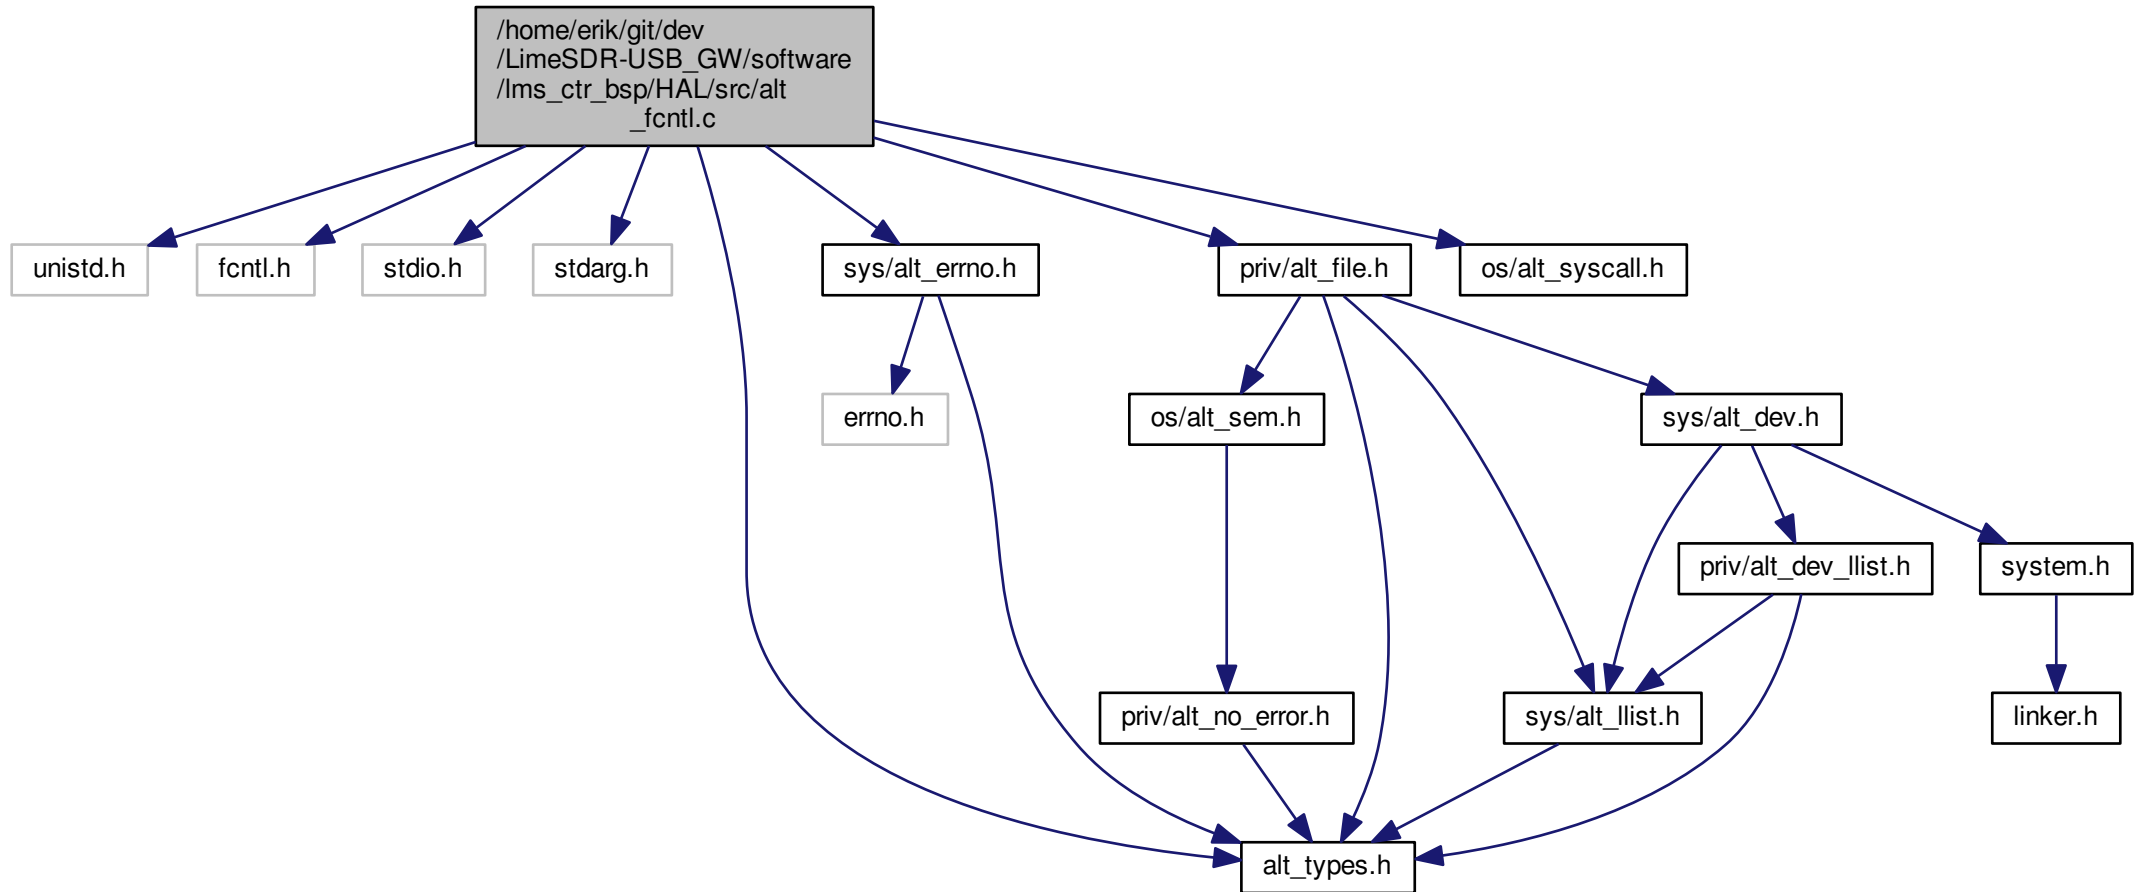 /home/erik/git/dev
/LimeSDR-USB_GW/software
/lms_ctr_bsp/HAL/src/alt
_fcntl.c
unistd.h
fcntl.h
stdio.h
stdarg.h
sys/alt_errno.h
priv/alt_file.h
os/alt_syscall.h
errno.h
os/alt_sem.h
sys/alt_dev.h
priv/alt_dev_llist.h
system.h
priv/alt_no_error.h
sys/alt_llist.h
linker.h
alt_types.h